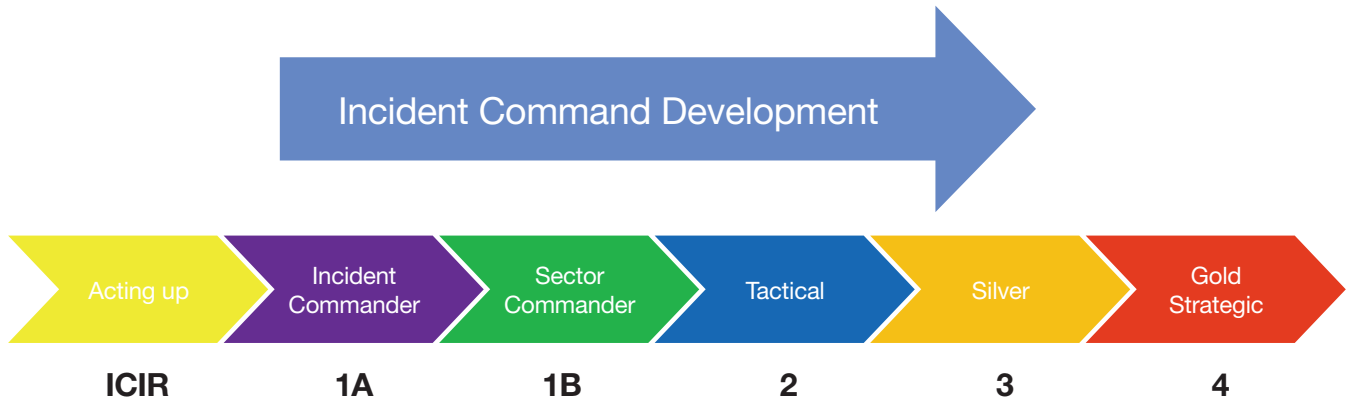 Incident Command Development
Acting up
Incident
Commander
Sector
Commander
Tactical
Silver
Gold
Strategic
ICIR
1A
1B
2
3
4